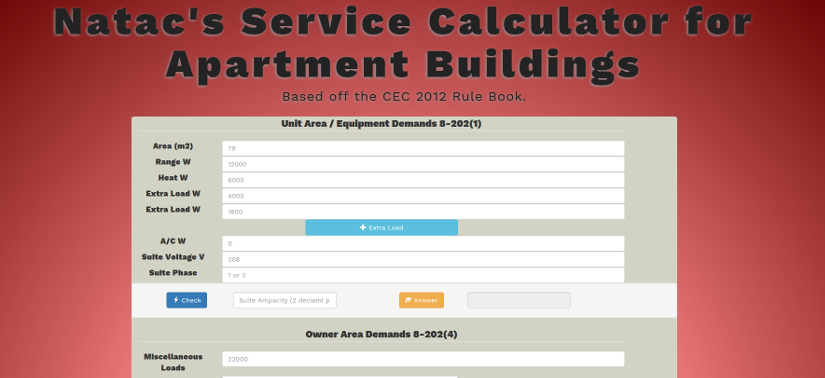 Natac's Service Calculator for
Apartment Buildings
Based off the CEC 2012 Rule Book.
Unit Area / Equipment Demands 8-202(1)
Area (m2) 79
Range W 12000
Heat W 6000
Extra Load W 4000
Extra Load W 1800
+ Extra Load
A/C W 0
Suite Voltage V 208
Suite Phase 1 or 3
Check Suite Ampacity (2 deciaml p Answer
Owner Area Demands 8-202(4)
Miscellaneous
Loads 22000